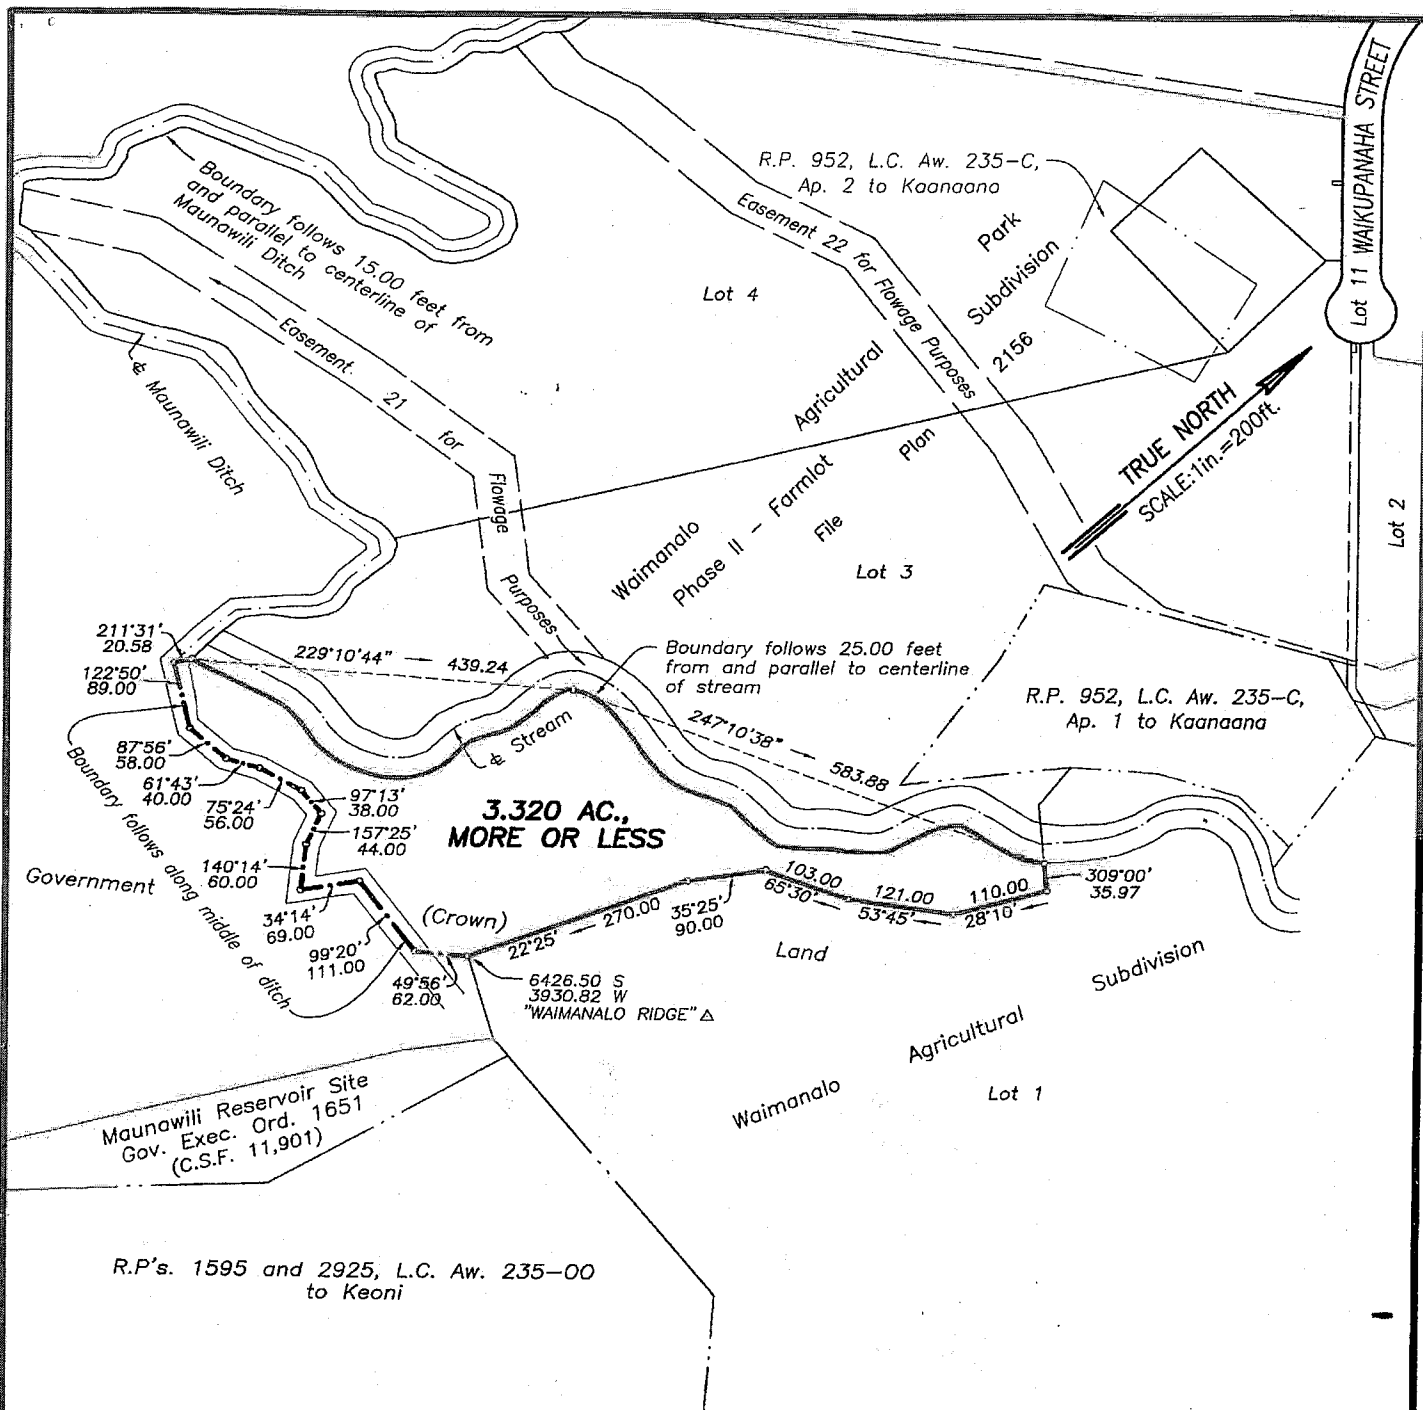 Lot 11 WAIKUPANAHA STREET
R.P. 952, L.C. Aw. 235-C,
Ap. 2 to Kaanaana
Boundary follows 15.00 feet from
and parallel to centerline of
Maunawili Ditch
Easement 22 for Flowage Purposes
Park
Subdivision
2156
Lot 4
Easement 21 for Flowage Purposes
℄ Maunawili Ditch
Agricultural
Farmlot
Plan
Waimanalo
Phase II –
File
TRUE NORTH
SCALE:1in.=200ft.
Lot 2
Lot 3
211°31'
20.58
229°10'44" 439.24
Boundary follows 25.00 feet
from and parallel to centerline
of stream
122°50'
89.00
R.P. 952, L.C. Aw. 235-C,
Ap. 1 to Kaanaana
247°10'38" 583.88
℄ Stream
87°56'
58.00
61°43'
40.00
75°24'
56.00
97°13'
38.00
157°25'
44.00
3.320 AC.,
MORE OR LESS
140°14'
60.00
Government
Boundary follows along middle of ditch
34°14'
69.00
(Crown)
99°20'
111.00
49°56'
62.00
22°25' 270.00
35°25'
90.00
103.00
65°30'
121.00
53°45'
110.00
28°10'
309°00'
35.97
Land
6426.50 S
3930.82 W
"WAIMANALO RIDGE" △
Waimanalo Agricultural Subdivision
Lot 1
Maunawili Reservoir Site
Gov. Exec. Ord. 1651
(C.S.F. 11,901)
R.P's. 1595 and 2925, L.C. Aw. 235-OO
to Keoni